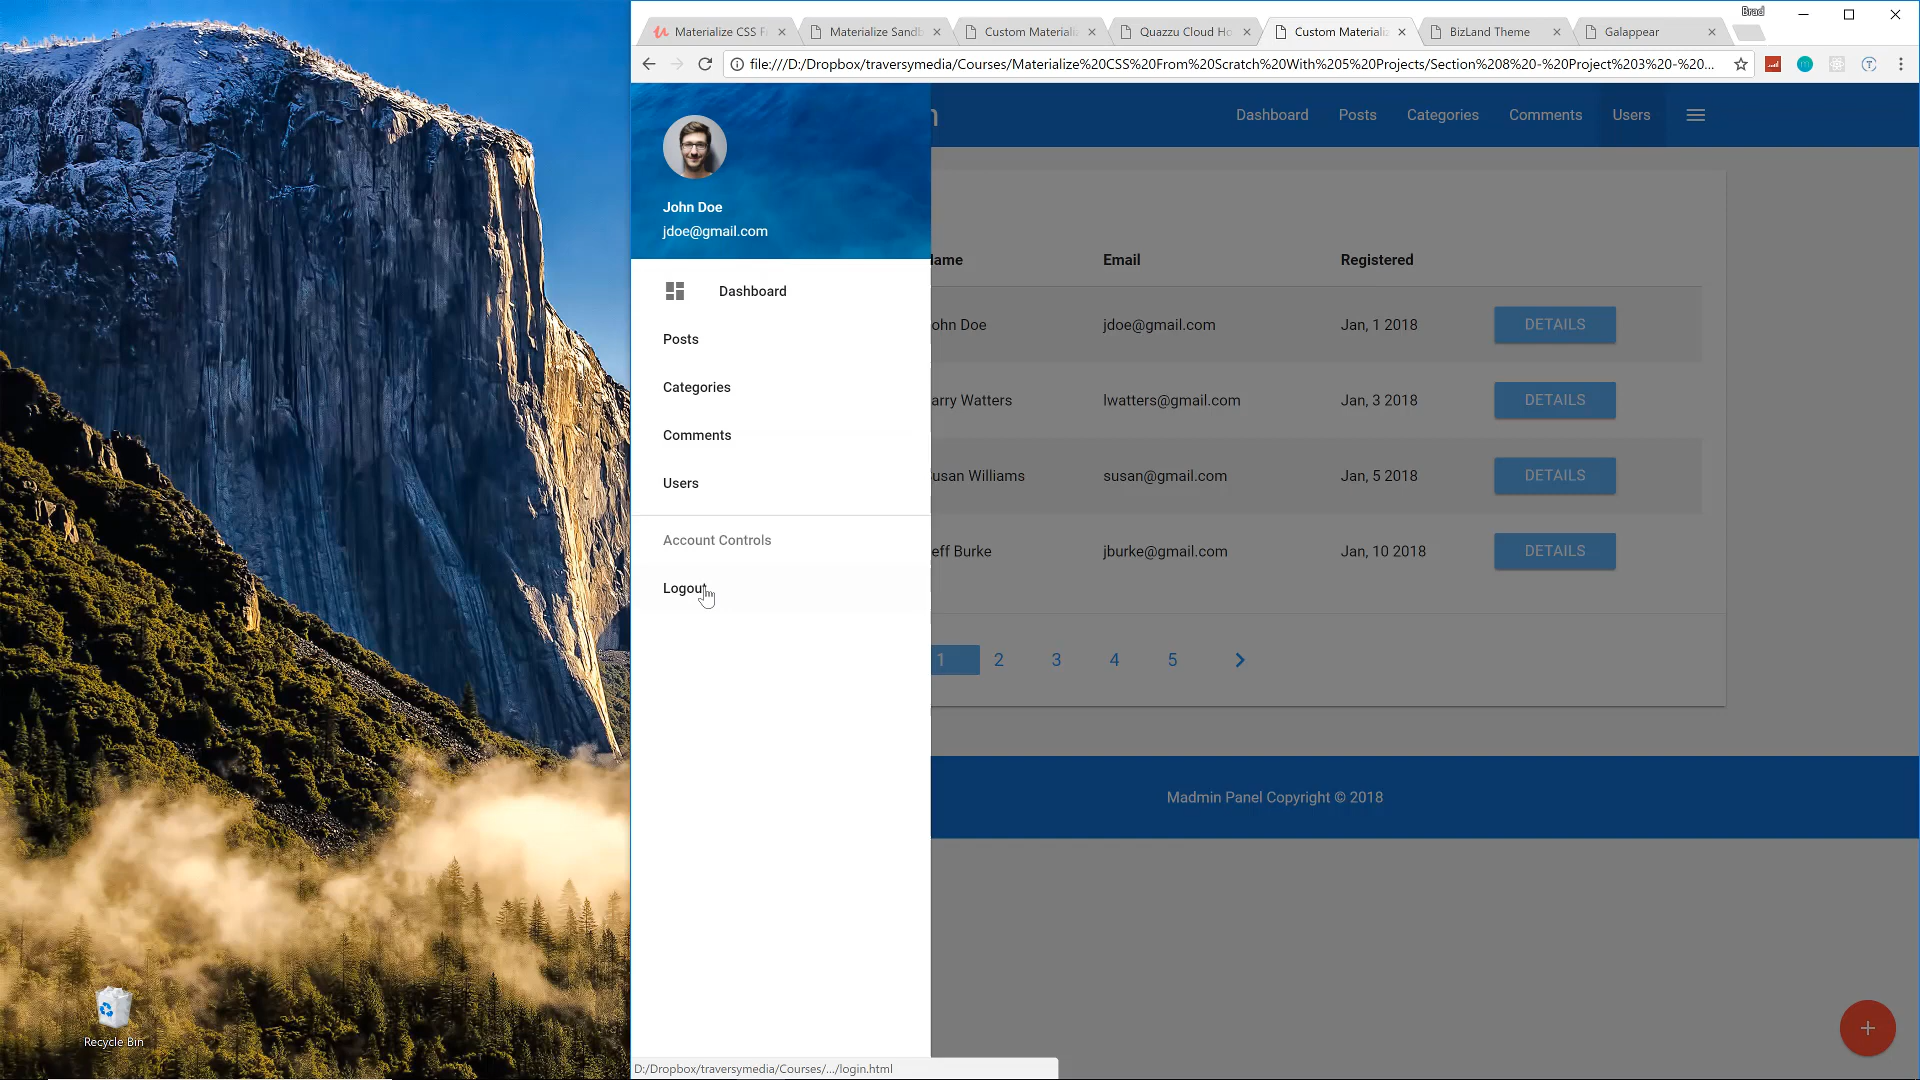 Brad
Materialize CSS F
Materialize Sandb
Custom Materializ
Quazzu Cloud Ho
Custom Materializ
BizLand Theme
Galappear
file:///D:/Dropbox/traversymedia/Courses/Materialize%20CSS%20From%20Scratch%20With%205%20Projects/Section%208%20-%20Project%203%20-%20...
Dashboard
Posts
Categories
Comments
Users
John Doe
jdoe@gmail.com
Dashboard
Posts
Categories
Comments
Users
Account Controls
Logout
ame Email Registered
ohn Doe jdoe@gmail.com Jan, 1 2018 DETAILS
arry Watters lwatters@gmail.com Jan, 3 2018 DETAILS
usan Williams susan@gmail.com Jan, 5 2018 DETAILS
eff Burke jburke@gmail.com Jan, 10 2018 DETAILS
1 2 3 4 5
Madmin Panel Copyright © 2018
Recycle Bin
D:/Dropbox/traversymedia/Courses/.../login.html